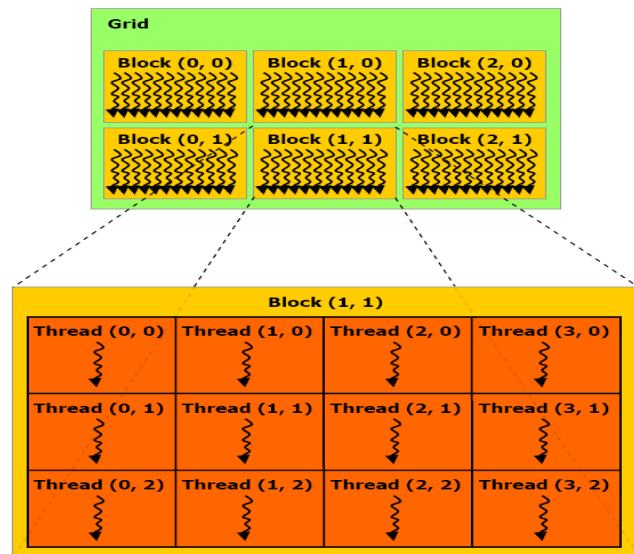 Grid
Block (0, 0) Block (1, 0) Block (2, 0)
Block (0, 1) Block (1, 1) Block (2, 1)
Block (1, 1)
Thread (0, 0) Thread (1, 0) Thread (2, 0) Thread (3, 0)
Thread (0, 1) Thread (1, 1) Thread (2, 1) Thread (3, 1)
Thread (0, 2) Thread (1, 2) Thread (2, 2) Thread (3, 2)